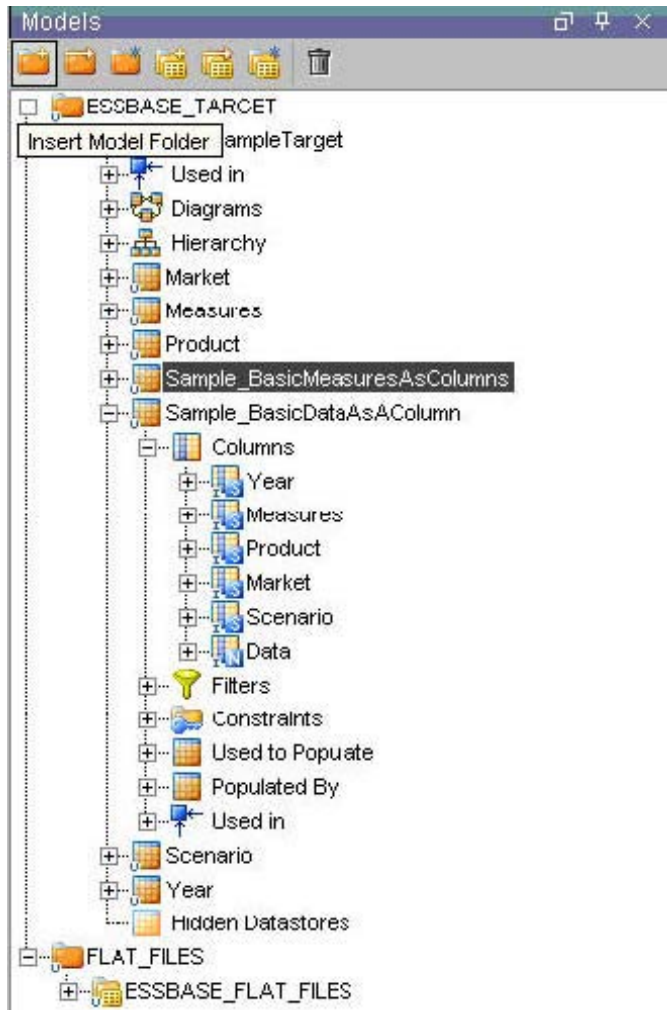 Models
ESSBASE_TARGET
Insert Model Folder ampleTarget
Used in
Diagrams
Hierarchy
Market
Measures
Product
Sample_BasicMeasuresAsColumns
Sample_BasicDataAsAColumn
Columns
Year
Measures
Product
Market
Scenario
Data
Filters
Constraints
Used to Popuate
Populated By
Used in
Scenario
Year
Hidden Datastores
FLAT_FILES
ESSBASE_FLAT_FILES